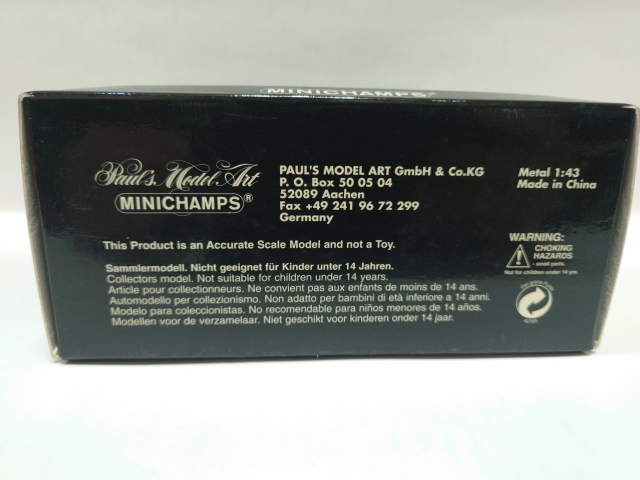 MINICHAMPS®
Paul's Model Art
MINICHAMPS®
PAUL'S MODEL ART GmbH & Co.KG
P. O. Box 50 05 04
52089 Aachen
Fax +49 241 96 72 299
Germany
Metal 1:43
Made in China
This Product is an Accurate Scale Model and not a Toy.
WARNING:
CHOKING
HAZARDS
- small parts.
Not for children under 14 yrs.
Sammlermodell. Nicht geeignet für Kinder unter 14 Jahren.
Collectors model. Not suitable for children under 14 years.
Article pour collectionneurs. Ne convient pas aux enfants de moins de 14 ans.
Automodello per collezionismo. Non adatto per bambini di età inferiore a 14 anni.
Modelo para coleccionistas. No recomendable para niños menores de 14 años.
Modellen voor de verzamelaar. Niet geschikt voor kinderen onder 14 jaar.